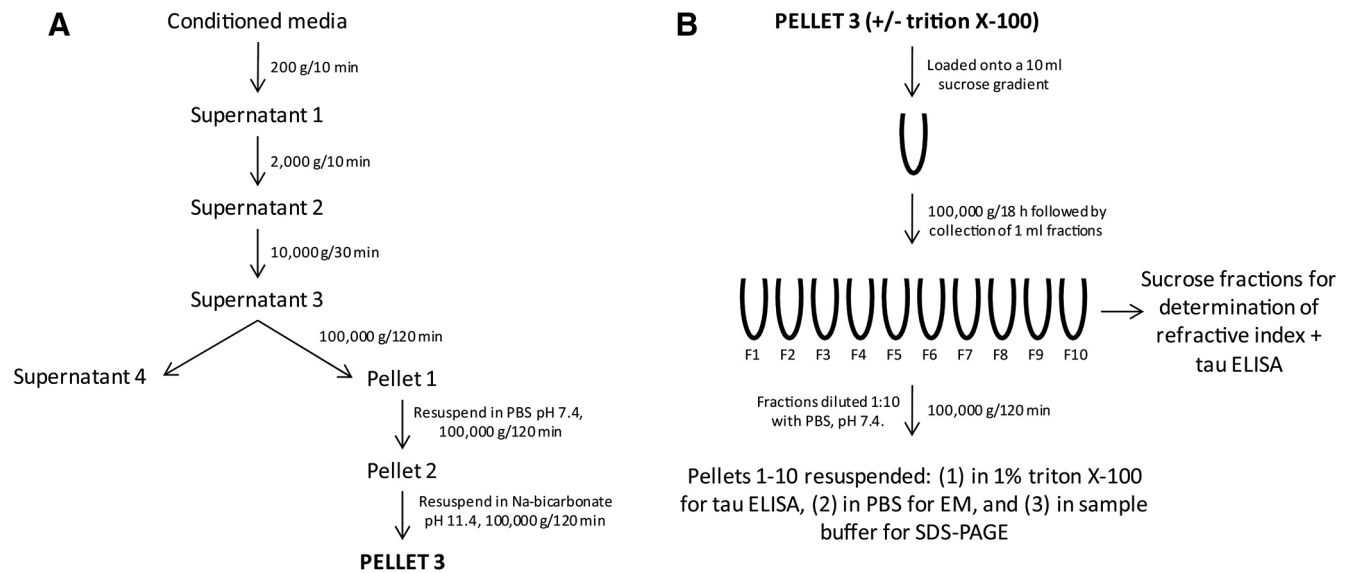 A
Conditioned media
200 g/10 min
Supernatant 1
2,000 g/10 min
Supernatant 2
10,000 g/30 min
Supernatant 3
100,000 g/120 min
Supernatant 4
Pellet 1
Resuspend in PBS pH 7.4,
100,000 g/120 min
Pellet 2
Resuspend in Na-bicarbonate
pH 11.4, 100,000 g/120 min
PELLET 3
B
PELLET 3 (+/- trition X-100)
Loaded onto a 10 ml
sucrose gradient
100,000 g/18 h followed by
collection of 1 ml fractions
F1 F2 F3 F4 F5 F6 F7 F8 F9 F10
Sucrose fractions for
determination of
refractive index +
tau ELISA
Fractions diluted 1:10
with PBS, pH 7.4.
100,000 g/120 min
Pellets 1-10 resuspended: (1) in 1% triton X-100
for tau ELISA, (2) in PBS for EM, and (3) in sample
buffer for SDS-PAGE